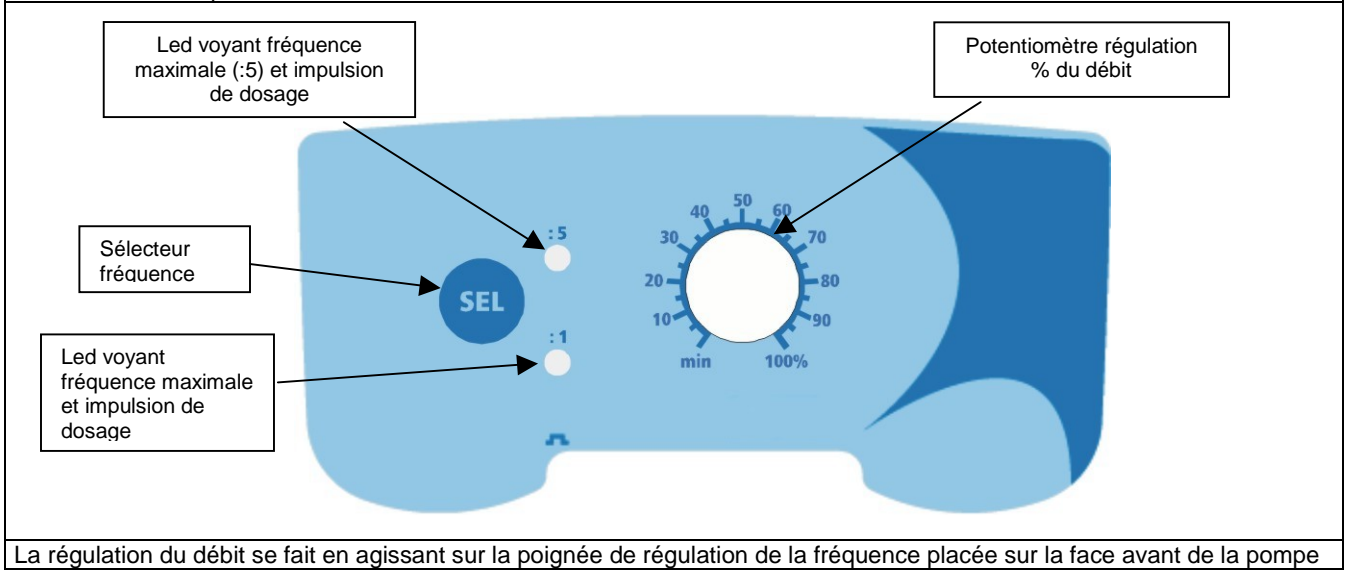 Led voyant fréquence
maximale (:5) et impulsion
de dosage
Potentiomètre régulation
% du débit
Sélecteur
fréquence
Led voyant
fréquence maximale
et impulsion de
dosage
:5
SEL
:1
min
10
20
30
40
50
60
70
80
90
100%
La régulation du débit se fait en agissant sur la poignée de régulation de la fréquence placée sur la face avant de la pompe